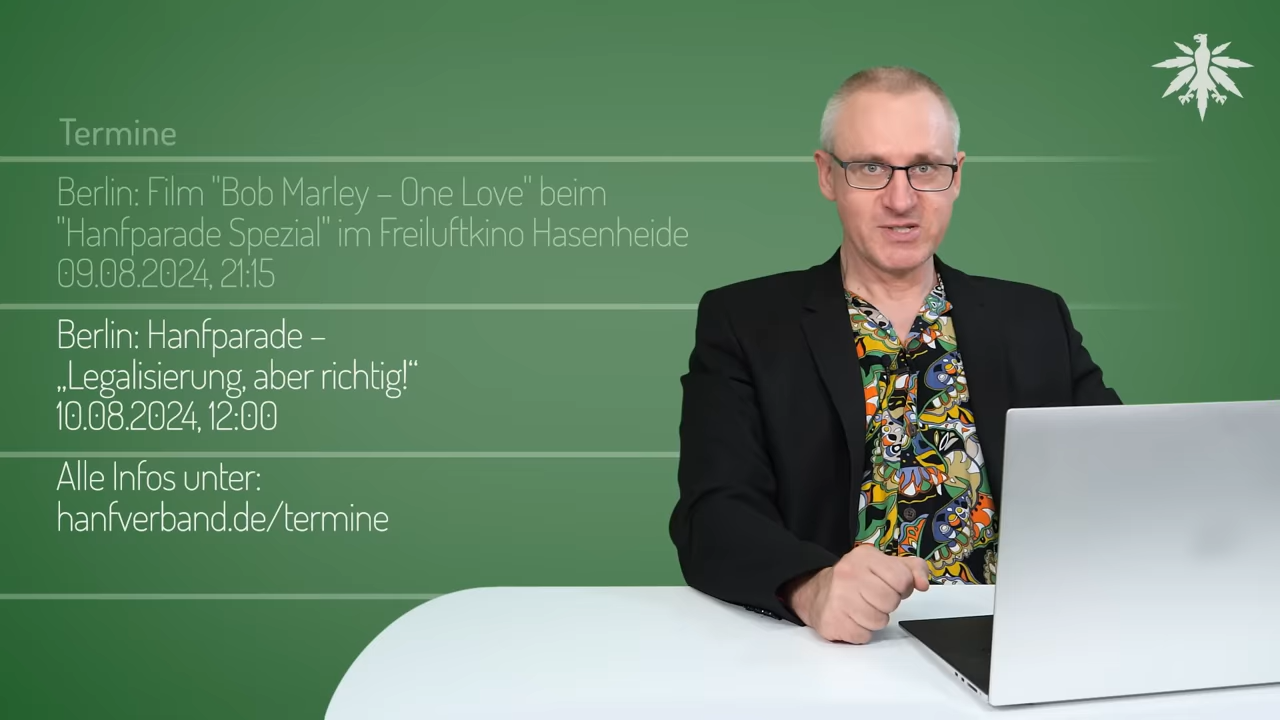 Termine
Berlin: Film "Bob Marley – One Love" beim
"Hanfparade Spezial" im Freiluftkino Hasenheide
09.08.2024, 21:15
Berlin: Hanfparade –
„Legalisierung, aber richtig!“
10.08.2024, 12:00
Alle Infos unter:
hanfverband.de/termine